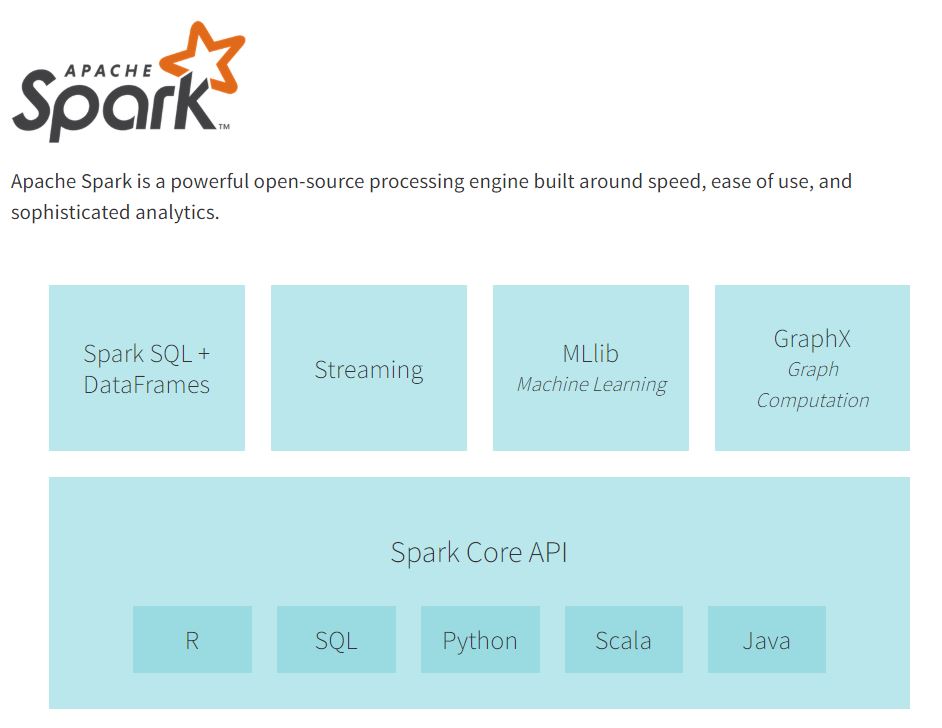 APACHE
Spark™
Apache Spark is a powerful open-source processing engine built around speed, ease of use, and
sophisticated analytics.
Spark SQL +
DataFrames
Streaming
MLlib
Machine Learning
GraphX
Graph
Computation
Spark Core API
R
SQL
Python
Scala
Java